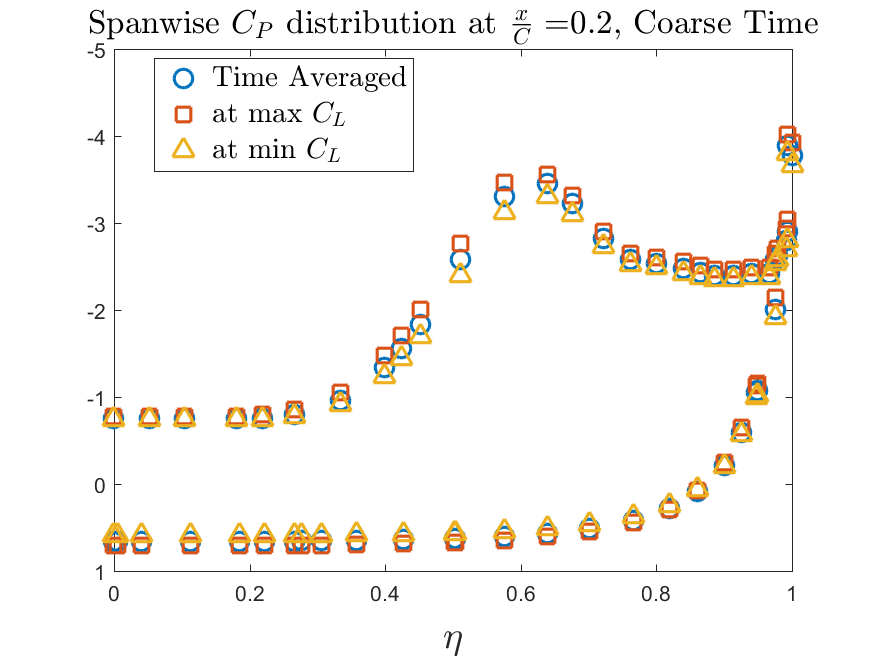 Spanwise C_P distribution at x/C =0.2, Coarse Time
Time Averaged
at max C_L
at min C_L
-5
-4
-3
-2
-1
0
1
0 0.2 0.4 0.6 0.8 1
η